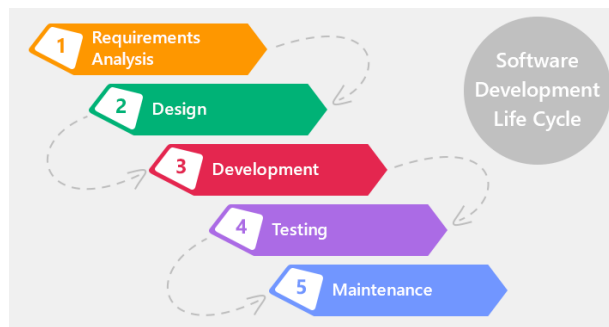 1
Requirements
Analysis
2
Design
3
Development
4
Testing
5
Maintenance
Software
Development
Life Cycle